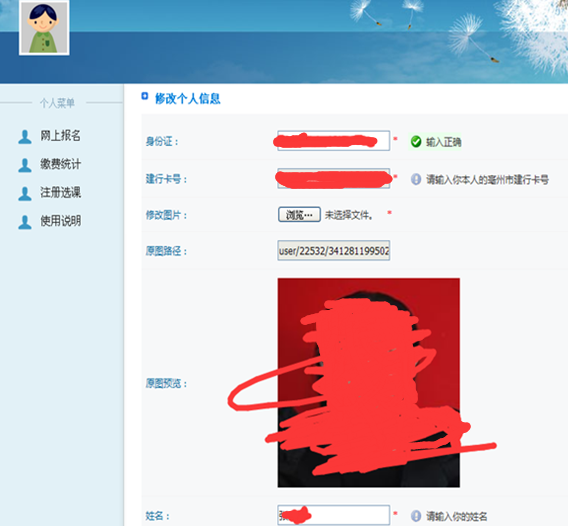 个人菜单
网上报名
缴费统计
注册选课
使用说明
修改个人信息
身份证： * 输入正确
建行卡号： * 请输入你本人的亳州市建行卡号
修改图片： 浏览… 未选择文件。 *
原图路径： user/22532/341281199502
原图预览：
姓名： 张 * 请输入你的姓名